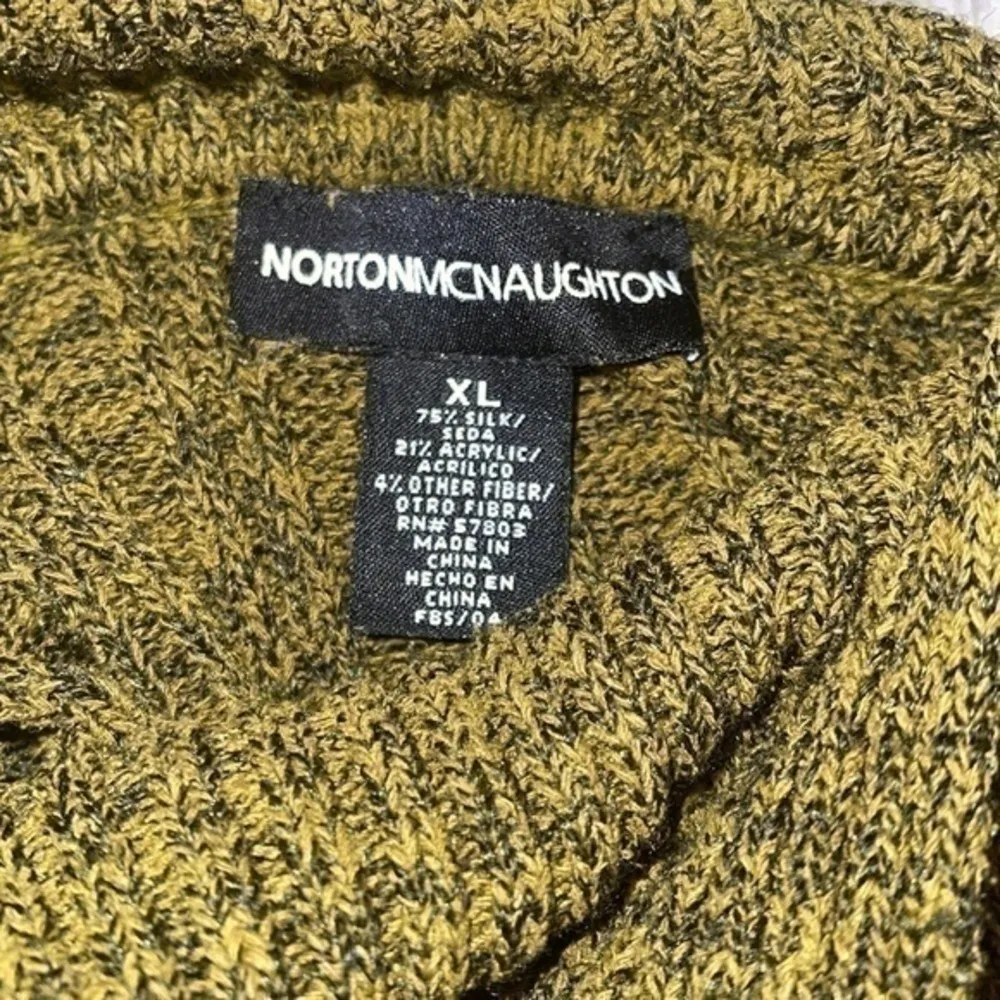 NORTONMCNAUGHTON
XL
75% SILK/
SEDA
21% ACRYLIC/
ACRILICO
4% OTHER FIBER/
OTRO FIBRA
RN# 57803
MADE IN
CHINA
HECHO EN
CHINA
FBS/04